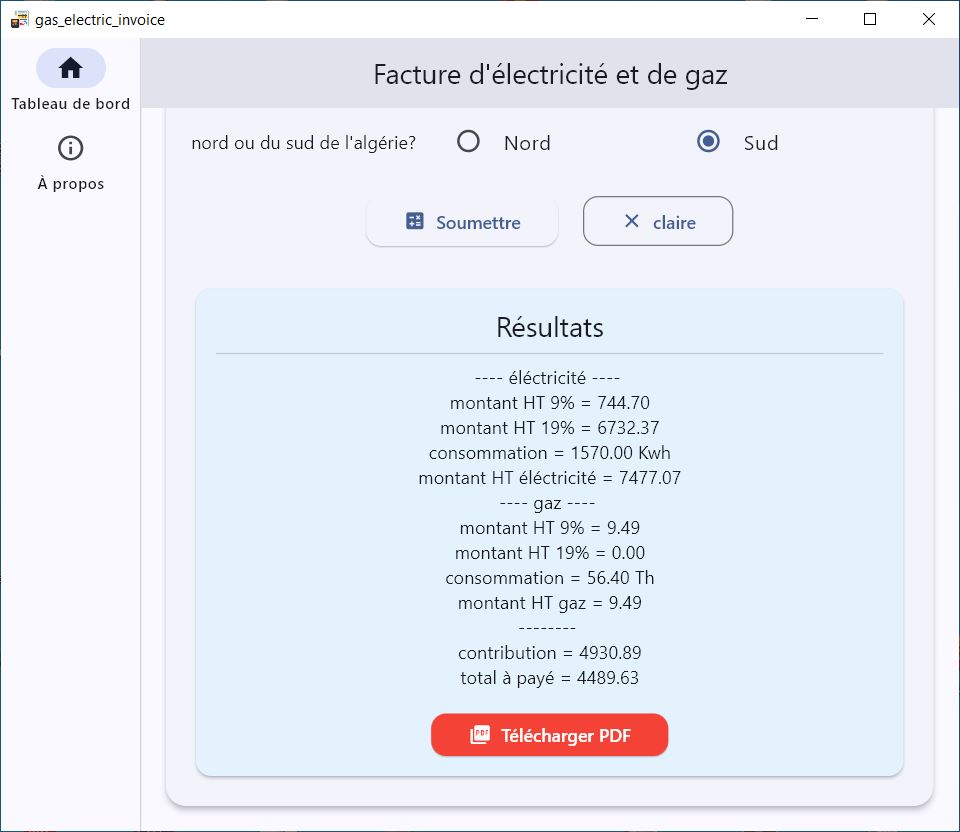 gas_electric_invoice
Facture d'électricité et de gaz
Tableau de bord
À propos
nord ou du sud de l'algérie? Nord Sud
Soumettre claire
Résultats
---- éléctricité ----
montant HT 9% = 744.70
montant HT 19% = 6732.37
consommation = 1570.00 Kwh
montant HT éléctricité = 7477.07
---- gaz ----
montant HT 9% = 9.49
montant HT 19% = 0.00
consommation = 56.40 Th
montant HT gaz = 9.49
--------
contribution = 4930.89
total à payé = 4489.63
PDF Télécharger PDF